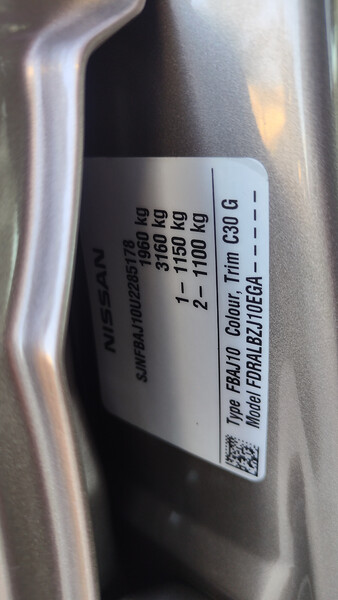 NISSAN
SJNFBAJ10U2285178
1960 kg
3160 kg
1- 1150 kg
2- 1100 kg
Type FBAJ10 Colour, Trim C30 G
Model FDRALBZJ10EGA-----